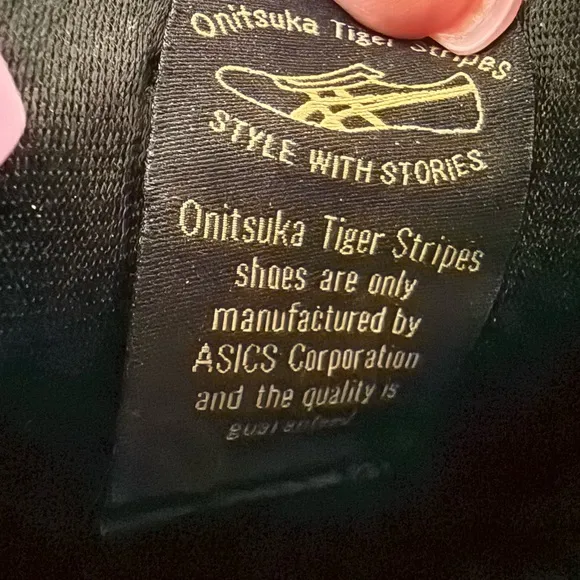 Onitsuka Tiger Stripes
STYLE WITH STORIES
Onitsuka Tiger Stripes
shoes are only
manufactured by
ASICS Corporation
and the quality is
guaranteed